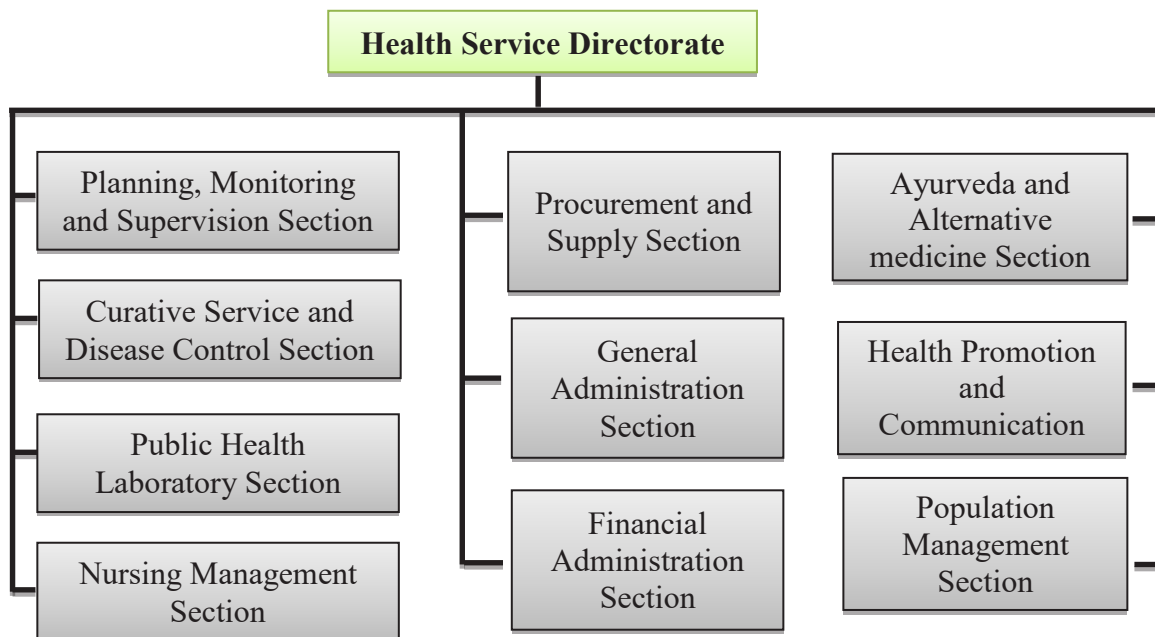 Health Service Directorate
Planning, Monitoring
and Supervision Section
Curative Service and
Disease Control Section
Public Health
Laboratory Section
Nursing Management
Section
Procurement and
Supply Section
General
Administration
Section
Financial
Administration
Section
Ayurveda and
Alternative
medicine Section
Health Promotion
and
Communication
Population
Management
Section